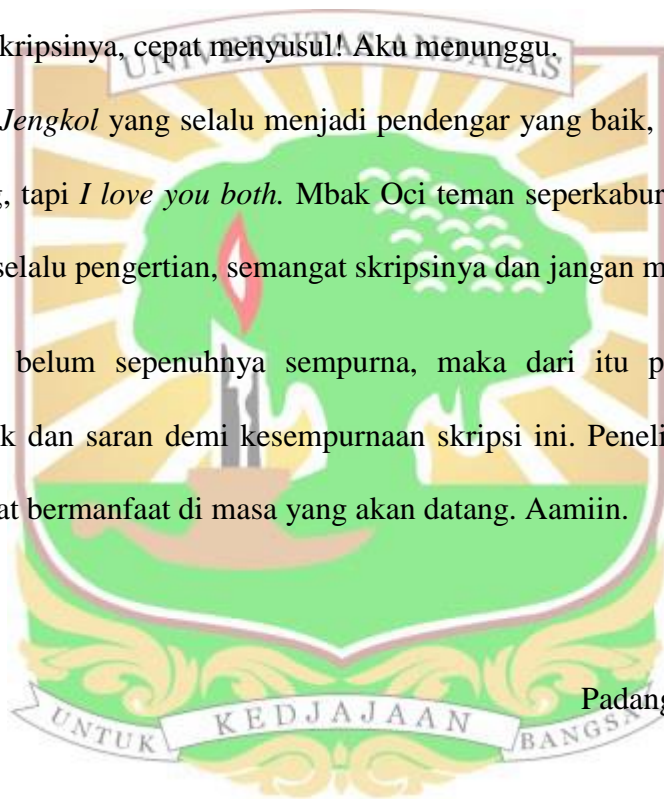 kripsinya, cepat menyusul! Aku menunggu.
UNIVERSITAS ANDALAS
Jengkol yang selalu menjadi pendengar yang baik,
, tapi I love you both. Mbak Oci teman seperkabur
selalu pengertian, semangat skripsinya dan jangan m
belum sepenuhnya sempurna, maka dari itu p
k dan saran demi kesempurnaan skripsi ini. Peneli
at bermanfaat di masa yang akan datang. Aamiin.
Padang
UNTUK KEDJAJAAN BANGSA